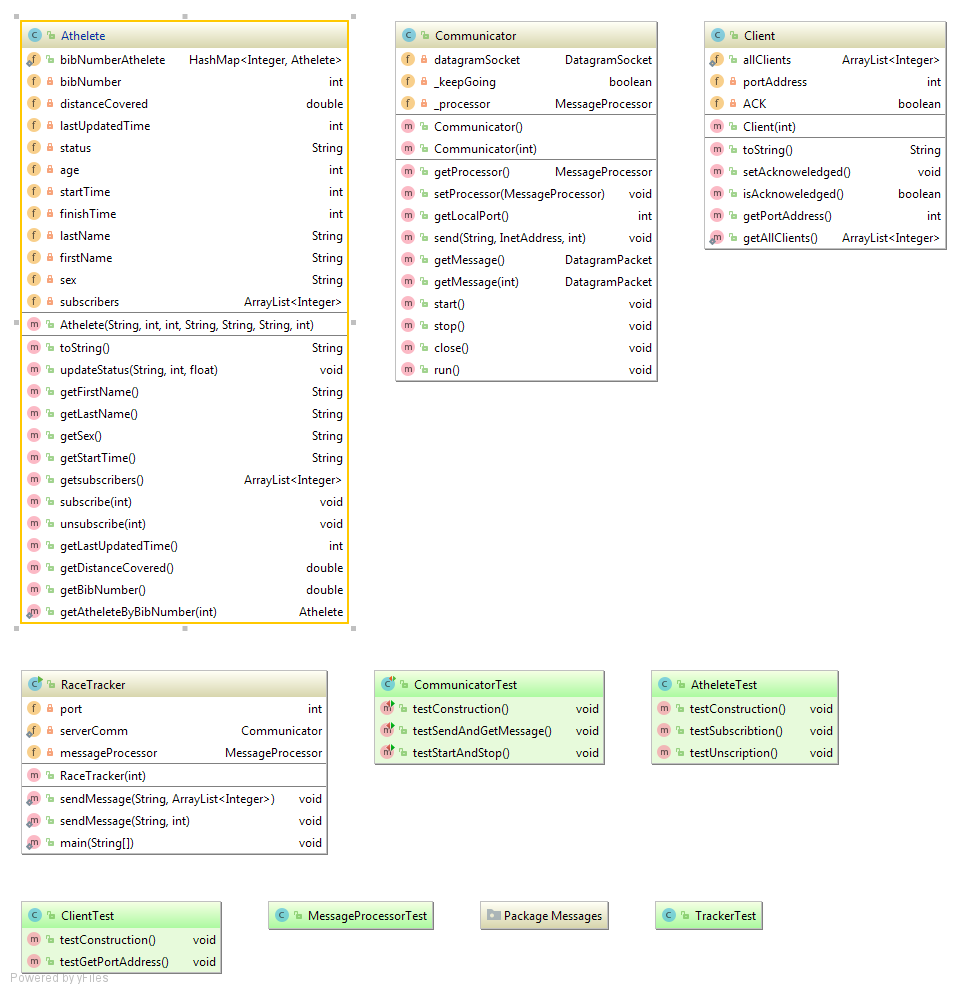 Athelete
bibNumberAthelete HashMap<Integer, Athelete>
bibNumber int
distanceCovered double
lastUpdatedTime int
status String
age int
startTime int
finishTime int
lastName String
firstName String
sex String
subscribers ArrayList<Integer>
Athelete(String, int, int, String, String, String, int)
toString() String
updateStatus(String, int, float) void
getFirstName() String
getLastName() String
getSex() String
getStartTime() String
getsubscribers() ArrayList<Integer>
subscribe(int) void
unsubscribe(int) void
getLastUpdatedTime() int
getDistanceCovered() double
getBibNumber() double
getAtheleteByBibNumber(int) Athelete
Communicator
datagramSocket DatagramSocket
_keepGoing boolean
_processor MessageProcessor
Communicator()
Communicator(int)
getProcessor() MessageProcessor
setProcessor(MessageProcessor) void
getLocalPort() int
send(String, InetAddress, int) void
getMessage() DatagramPacket
getMessage(int) DatagramPacket
start() void
stop() void
close() void
run() void
Client
allClients ArrayList<Integer>
portAddress int
ACK boolean
Client(int)
toString() String
setAcknoweledged() void
isAcknoweledged() boolean
getPortAddress() int
getAllClients() ArrayList<Integer>
RaceTracker
port int
serverComm Communicator
messageProcessor MessageProcessor
RaceTracker(int)
sendMessage(String, ArrayList<Integer>) void
sendMessage(String, int) void
main(String[]) void
CommunicatorTest
testConstruction() void
testSendAndGetMessage() void
testStartAndStop() void
AtheleteTest
testConstruction() void
testSubscribtion() void
testUnscription() void
ClientTest
testConstruction() void
testGetPortAddress() void
MessageProcessorTest
Package Messages
TrackerTest
Powered by yFiles